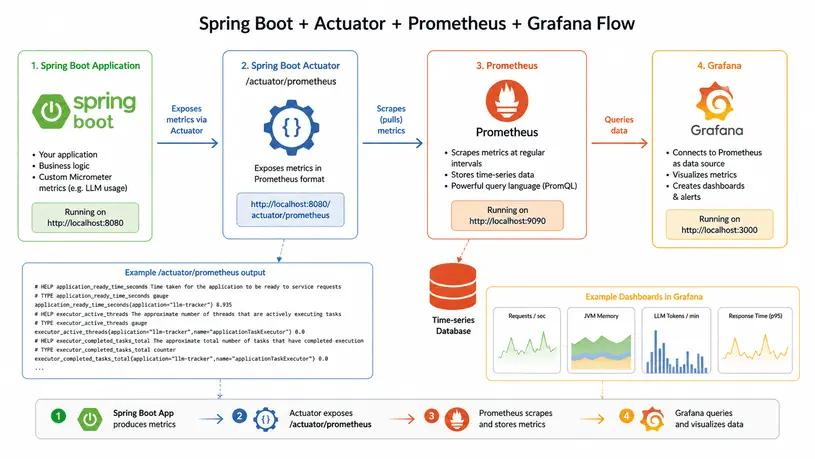 Spring Boot + Actuator + Prometheus + Grafana Flow
1. Spring Boot Application
spring
boot
• Your application
• Business logic
• Custom Micrometer
metrics (e.g. LLM usage)
Running on
http://localhost:8080
Exposes
metrics via
Actuator
2. Spring Boot Actuator
/actuator/prometheus
{}
Exposes metrics in
Prometheus format
http://localhost:8080/
actuator/prometheus
Scrapes
(pulls)
metrics
3. Prometheus
Prometheus
• Scrapes metrics at regular
intervals
• Stores time-series data
• Powerful query language (PromQL)
Running on
http://localhost:9090
Queries
data
4. Grafana
Grafana
• Connects to Prometheus
as data source
• Visualizes metrics
• Creates dashboards
& alerts
Running on
http://localhost:3000
Example /actuator/prometheus output
# HELP application_ready_time_seconds Time taken for the application to be ready to service requests
# TYPE application_ready_time_seconds gauge
application_ready_time_seconds{application="llm-tracker"} 8.935
# HELP executor_active_threads The approximate number of threads that are actively executing tasks
# TYPE executor_active_threads gauge
executor_active_threads{application="llm-tracker",name="applicationTaskExecutor"} 0.0
# HELP executor_completed_tasks_total The approximate total number of tasks that have completed execution
# TYPE executor_completed_tasks_total counter
executor_completed_tasks_total{application="llm-tracker",name="applicationTaskExecutor"} 0.0
...
Time-series
Database
Example Dashboards in Grafana
Requests / sec
JVM Memory
LLM Tokens / min
Response Time (p95)
1
Spring Boot App
produces metrics
2
{}
Actuator exposes
/actuator/prometheus
3
Prometheus scrapes
and stores metrics
4
Grafana queries
and visualizes data